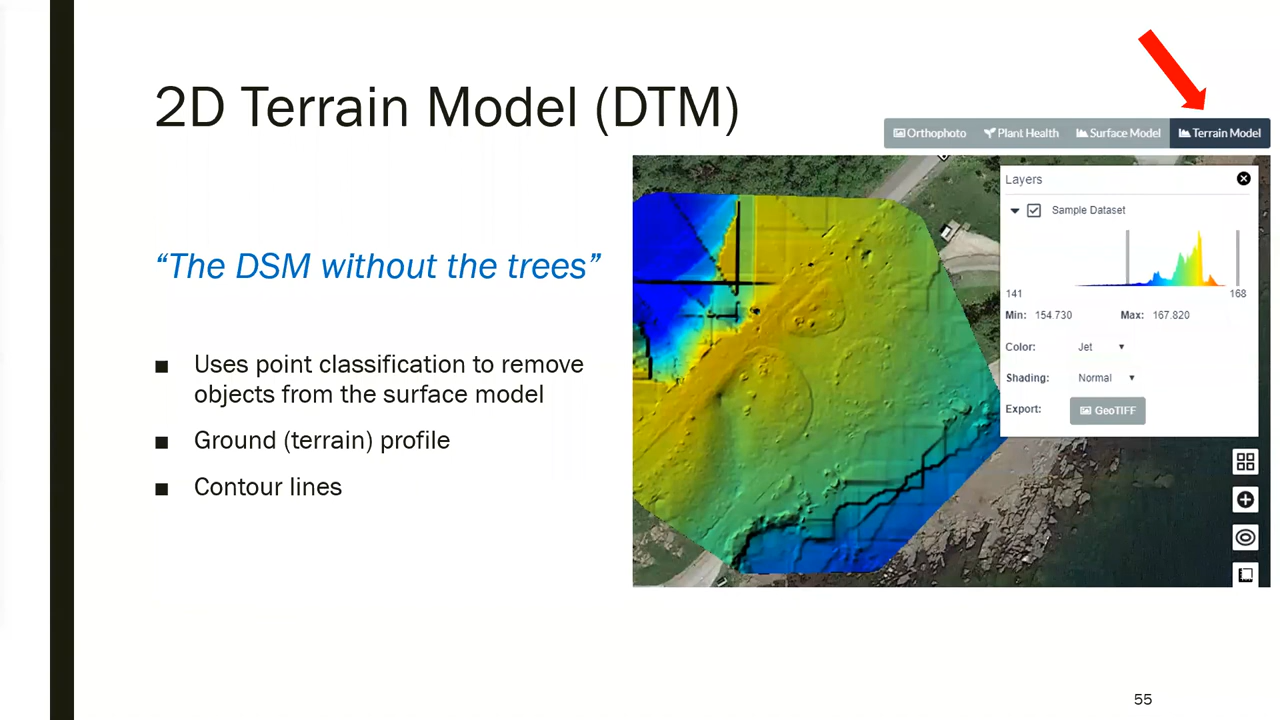 2D Terrain Model (DTM)
Orthophoto Plant Health Surface Model Terrain Model
“The DSM without the trees”
■ Uses point classification to remove
objects from the surface model
■ Ground (terrain) profile
■ Contour lines
Layers
Sample Dataset
141 168
Min: 154.730 Max: 167.820
Color: Jet
Shading: Normal
Export: GeoTIFF
55